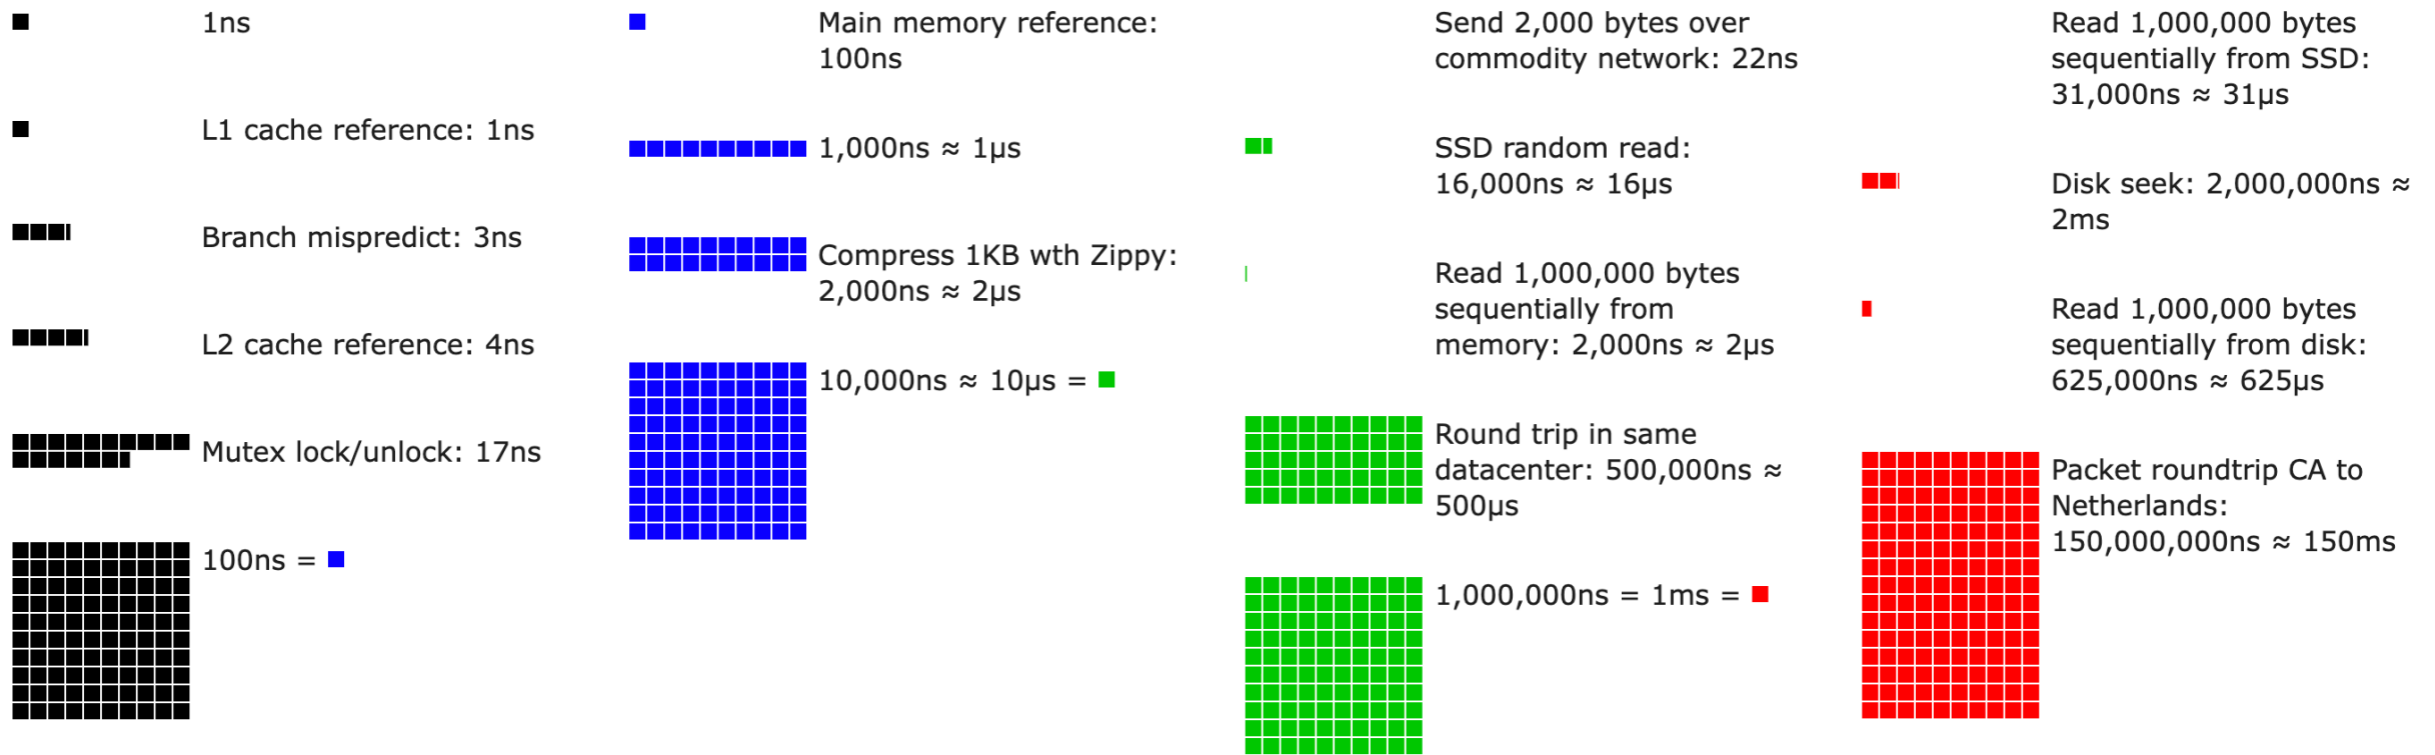 1ns
L1 cache reference: 1ns
Branch mispredict: 3ns
L2 cache reference: 4ns
Mutex lock/unlock: 17ns
100ns =
Main memory reference:
100ns
1,000ns ≈ 1μs
Compress 1KB wth Zippy:
2,000ns ≈ 2μs
10,000ns ≈ 10μs =
Send 2,000 bytes over
commodity network: 22ns
SSD random read:
16,000ns ≈ 16μs
Read 1,000,000 bytes
sequentially from
memory: 2,000ns ≈ 2μs
Round trip in same
datacenter: 500,000ns ≈
500μs
1,000,000ns = 1ms =
Read 1,000,000 bytes
sequentially from SSD:
31,000ns ≈ 31μs
Disk seek: 2,000,000ns ≈
2ms
Read 1,000,000 bytes
sequentially from disk:
625,000ns ≈ 625μs
Packet roundtrip CA to
Netherlands:
150,000,000ns ≈ 150ms